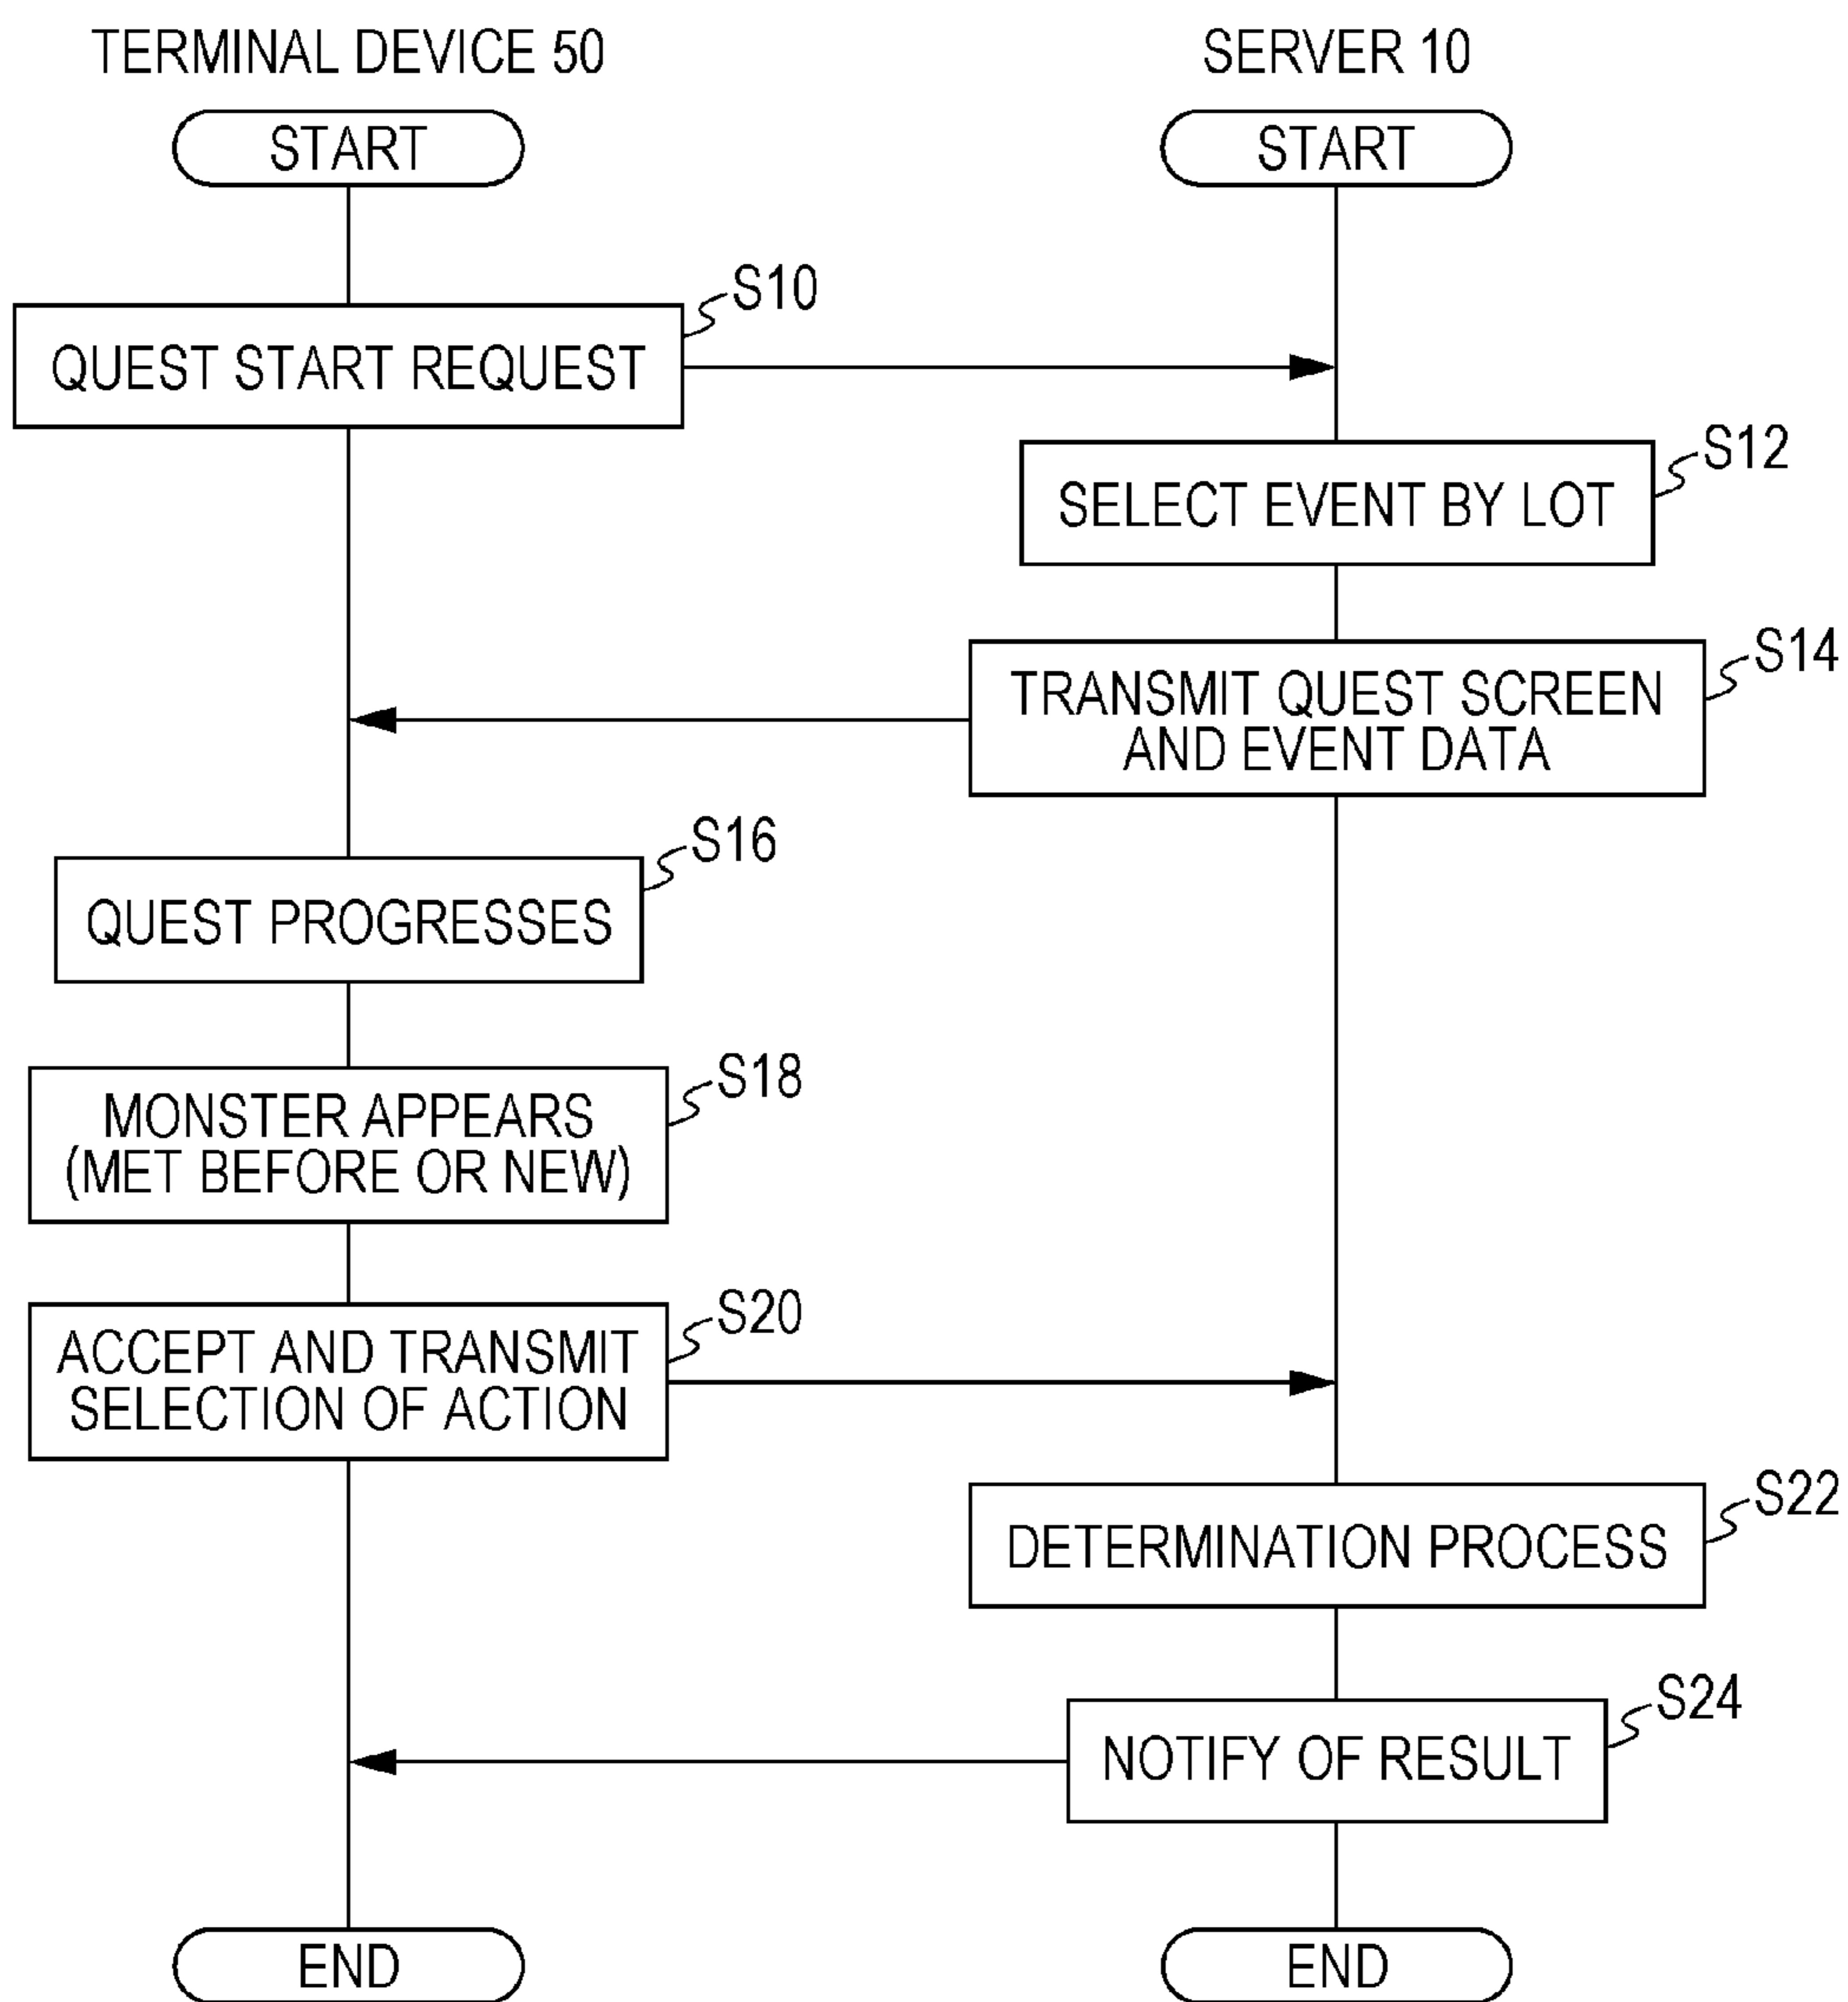 TERMINAL DEVICE 50
SERVER 10
START
START
S10
QUEST START REQUEST
S12
SELECT EVENT BY LOT
S14
TRANSMIT QUEST SCREEN
AND EVENT DATA
S16
QUEST PROGRESSES
S18
MONSTER APPEARS
(MET BEFORE OR NEW)
S20
ACCEPT AND TRANSMIT
SELECTION OF ACTION
S22
DETERMINATION PROCESS
S24
NOTIFY OF RESULT
END
END